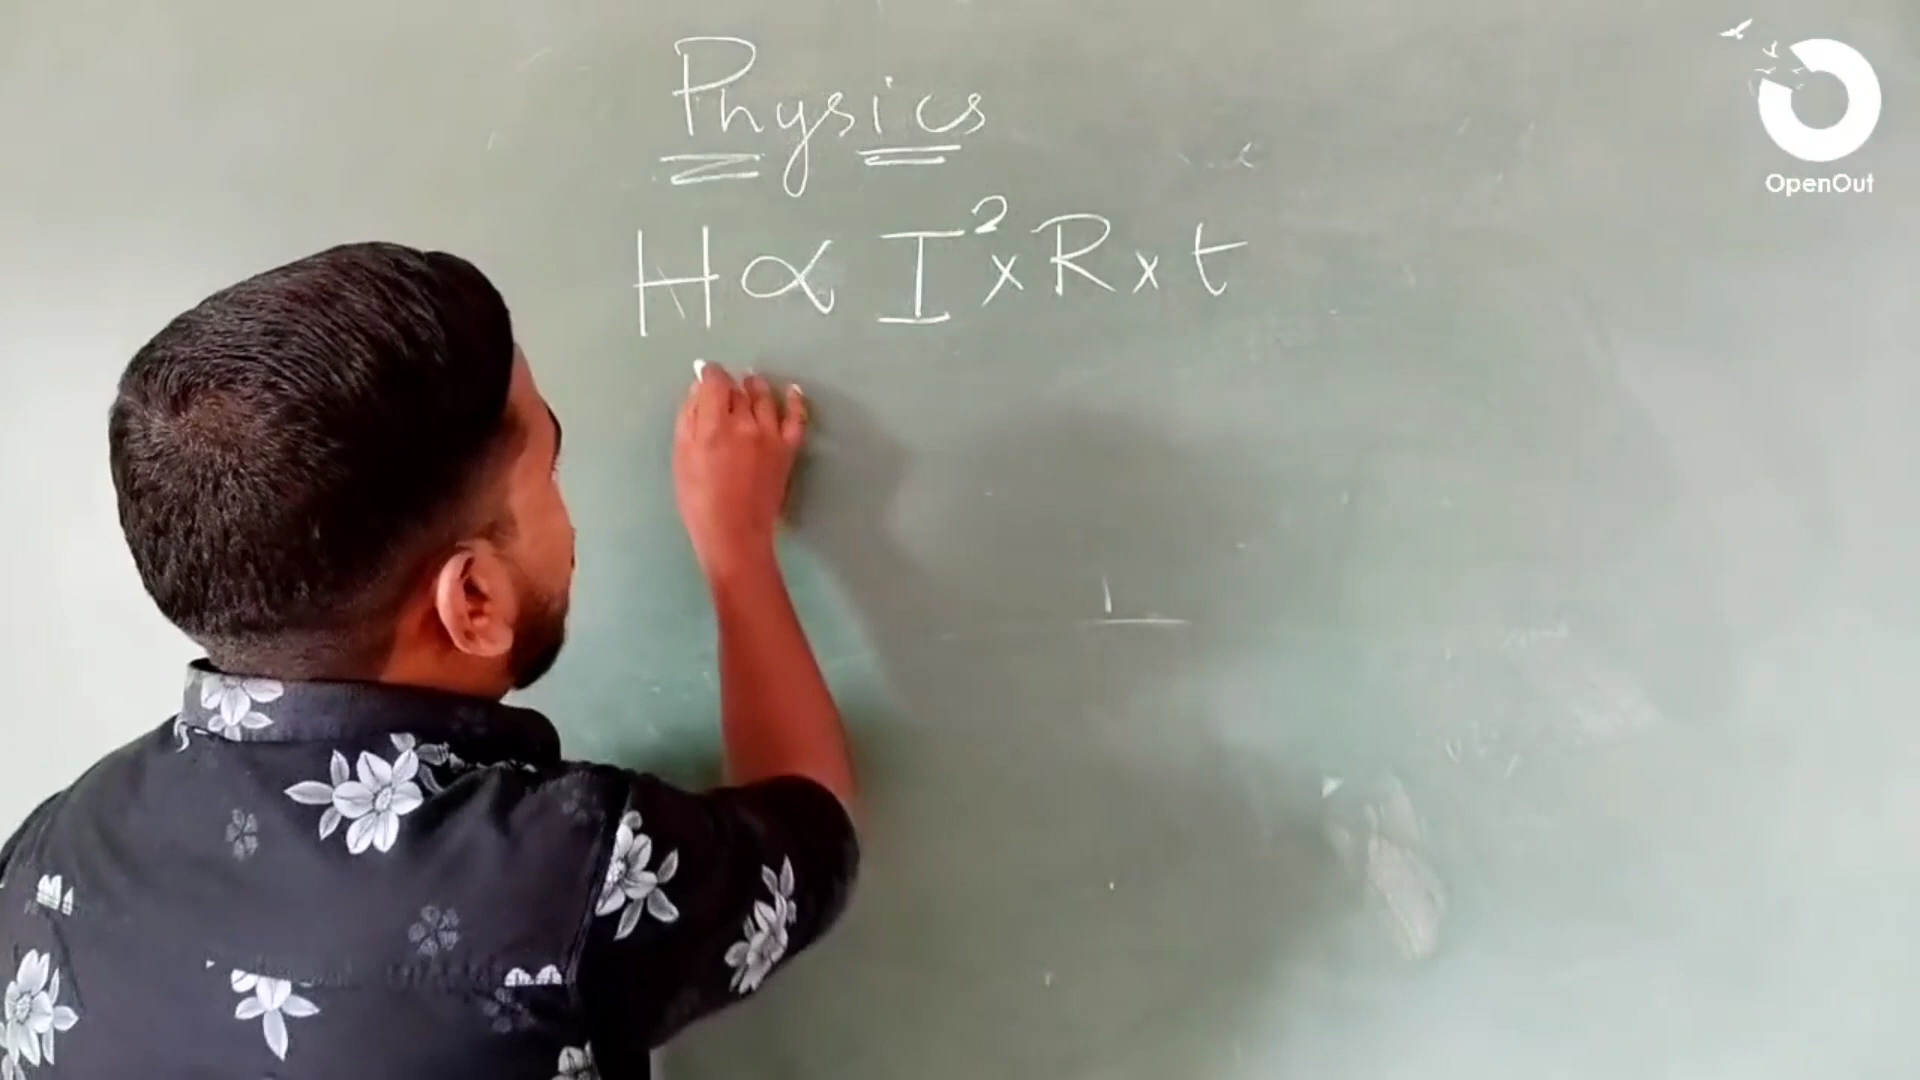 Physics
H ∝ I² x R x t
OpenOut